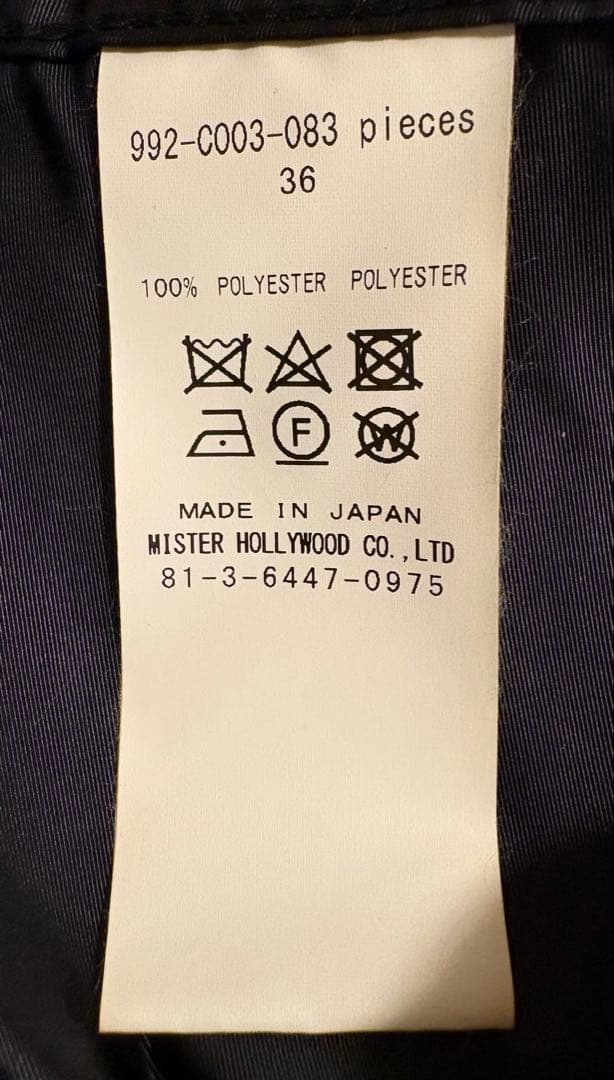 992-C003-083 pieces
36
100% POLYESTER POLYESTER
F W
MADE IN JAPAN
MISTER HOLLYWOOD CO.,LTD
81-3-6447-0975